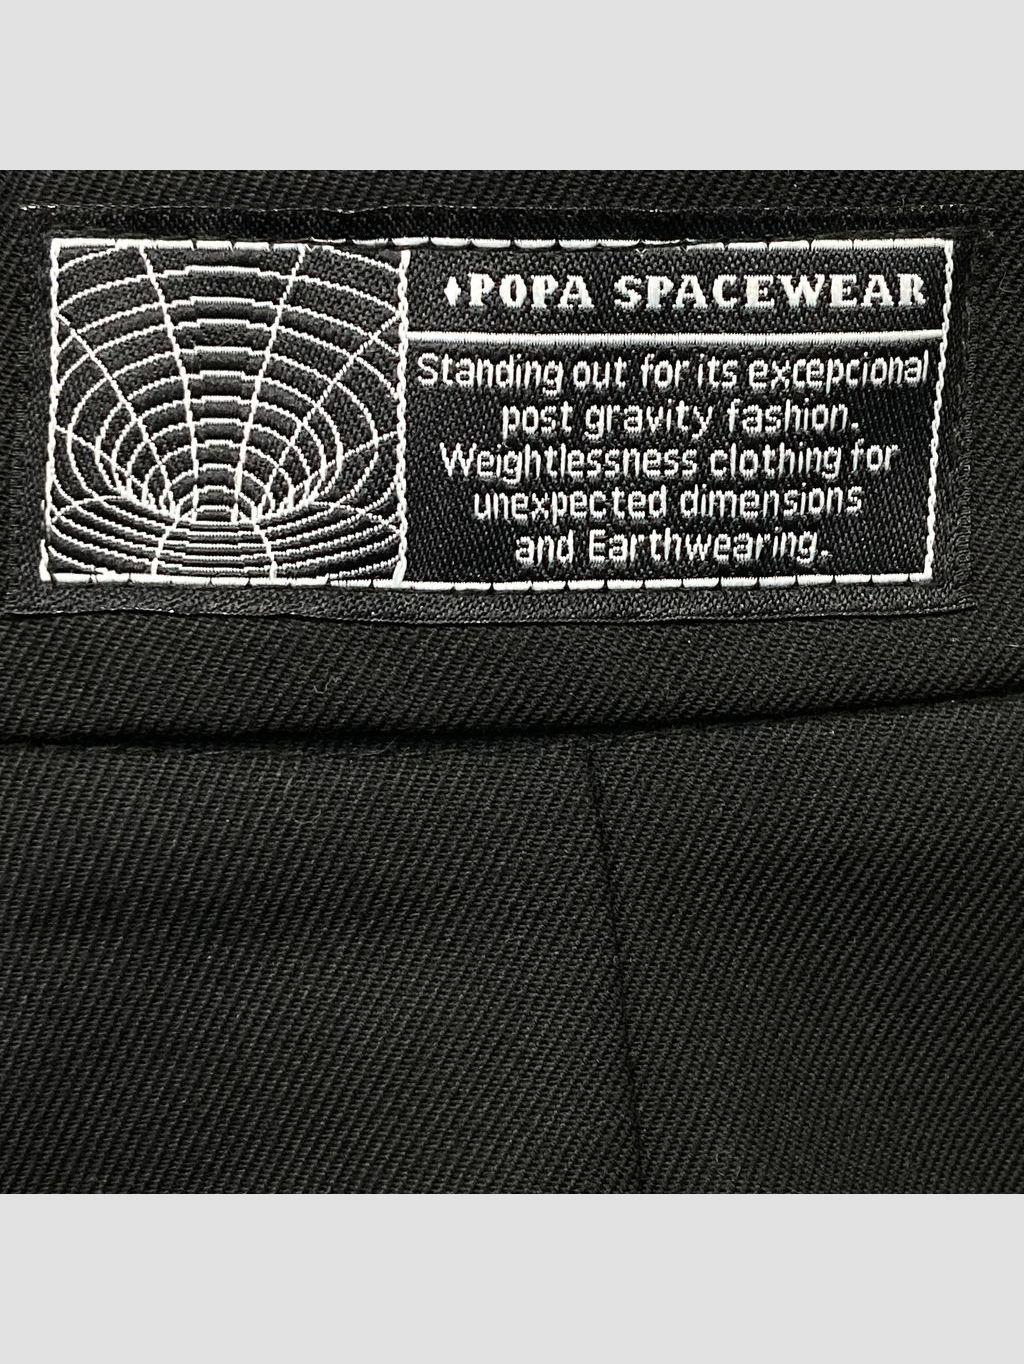 ♦POPA SPACEWEAR
Standing out for its excepcional
post gravity fashion.
Weightlessness clothing for
unexpected dimensions
and Earthwearing.